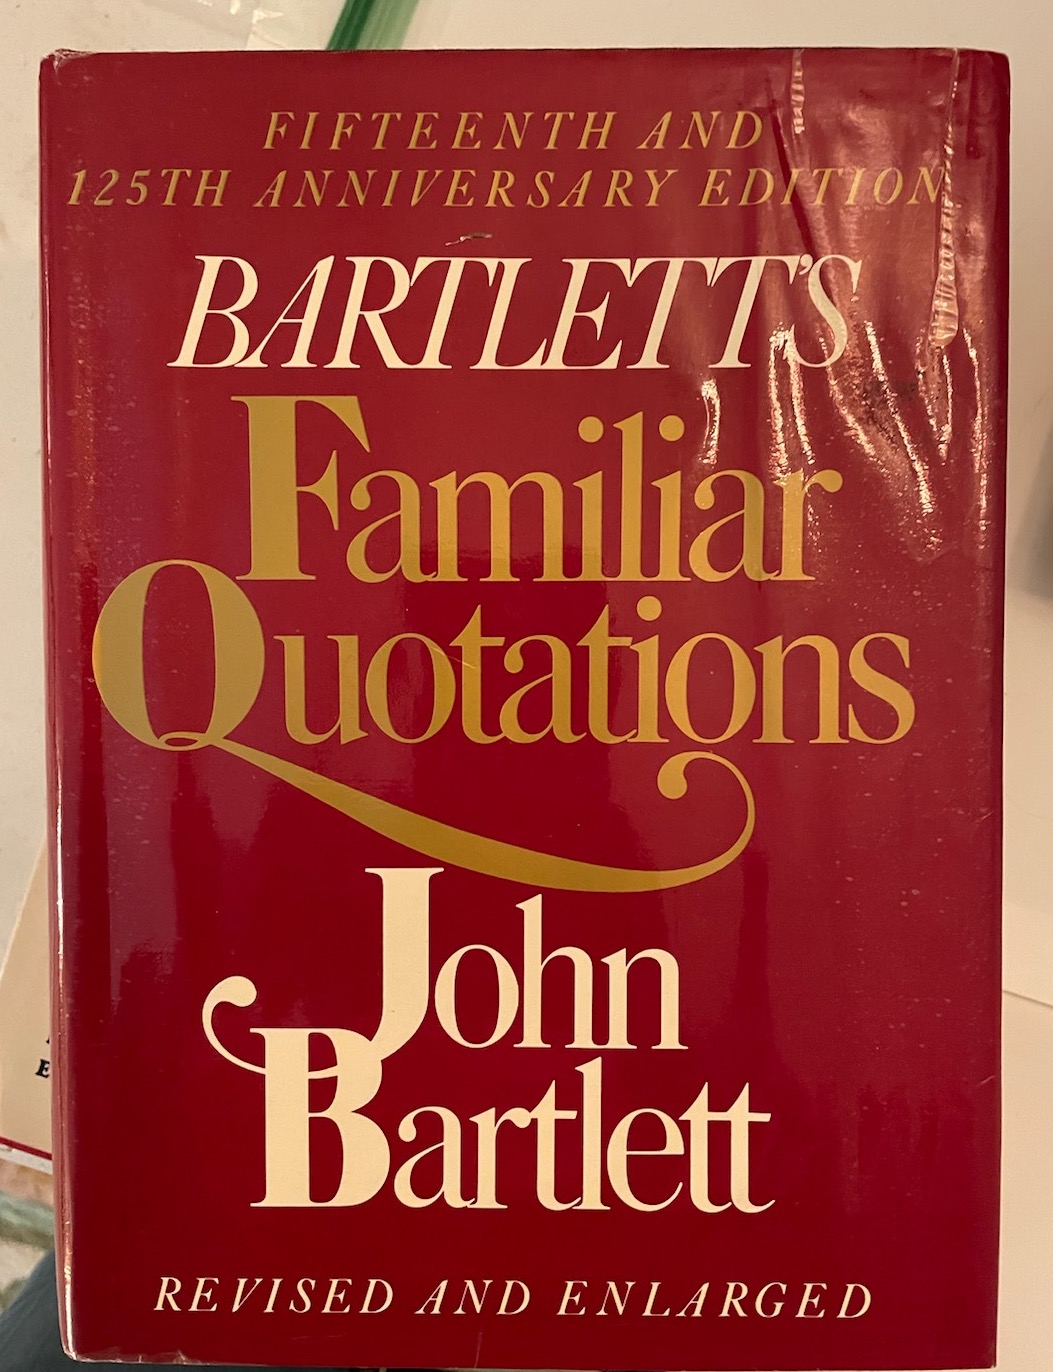 FIFTEENTH AND
125TH ANNIVERSARY EDITION
BARTLETT'S
Familiar
Quotations
John
Bartlett
REVISED AND ENLARGED
E